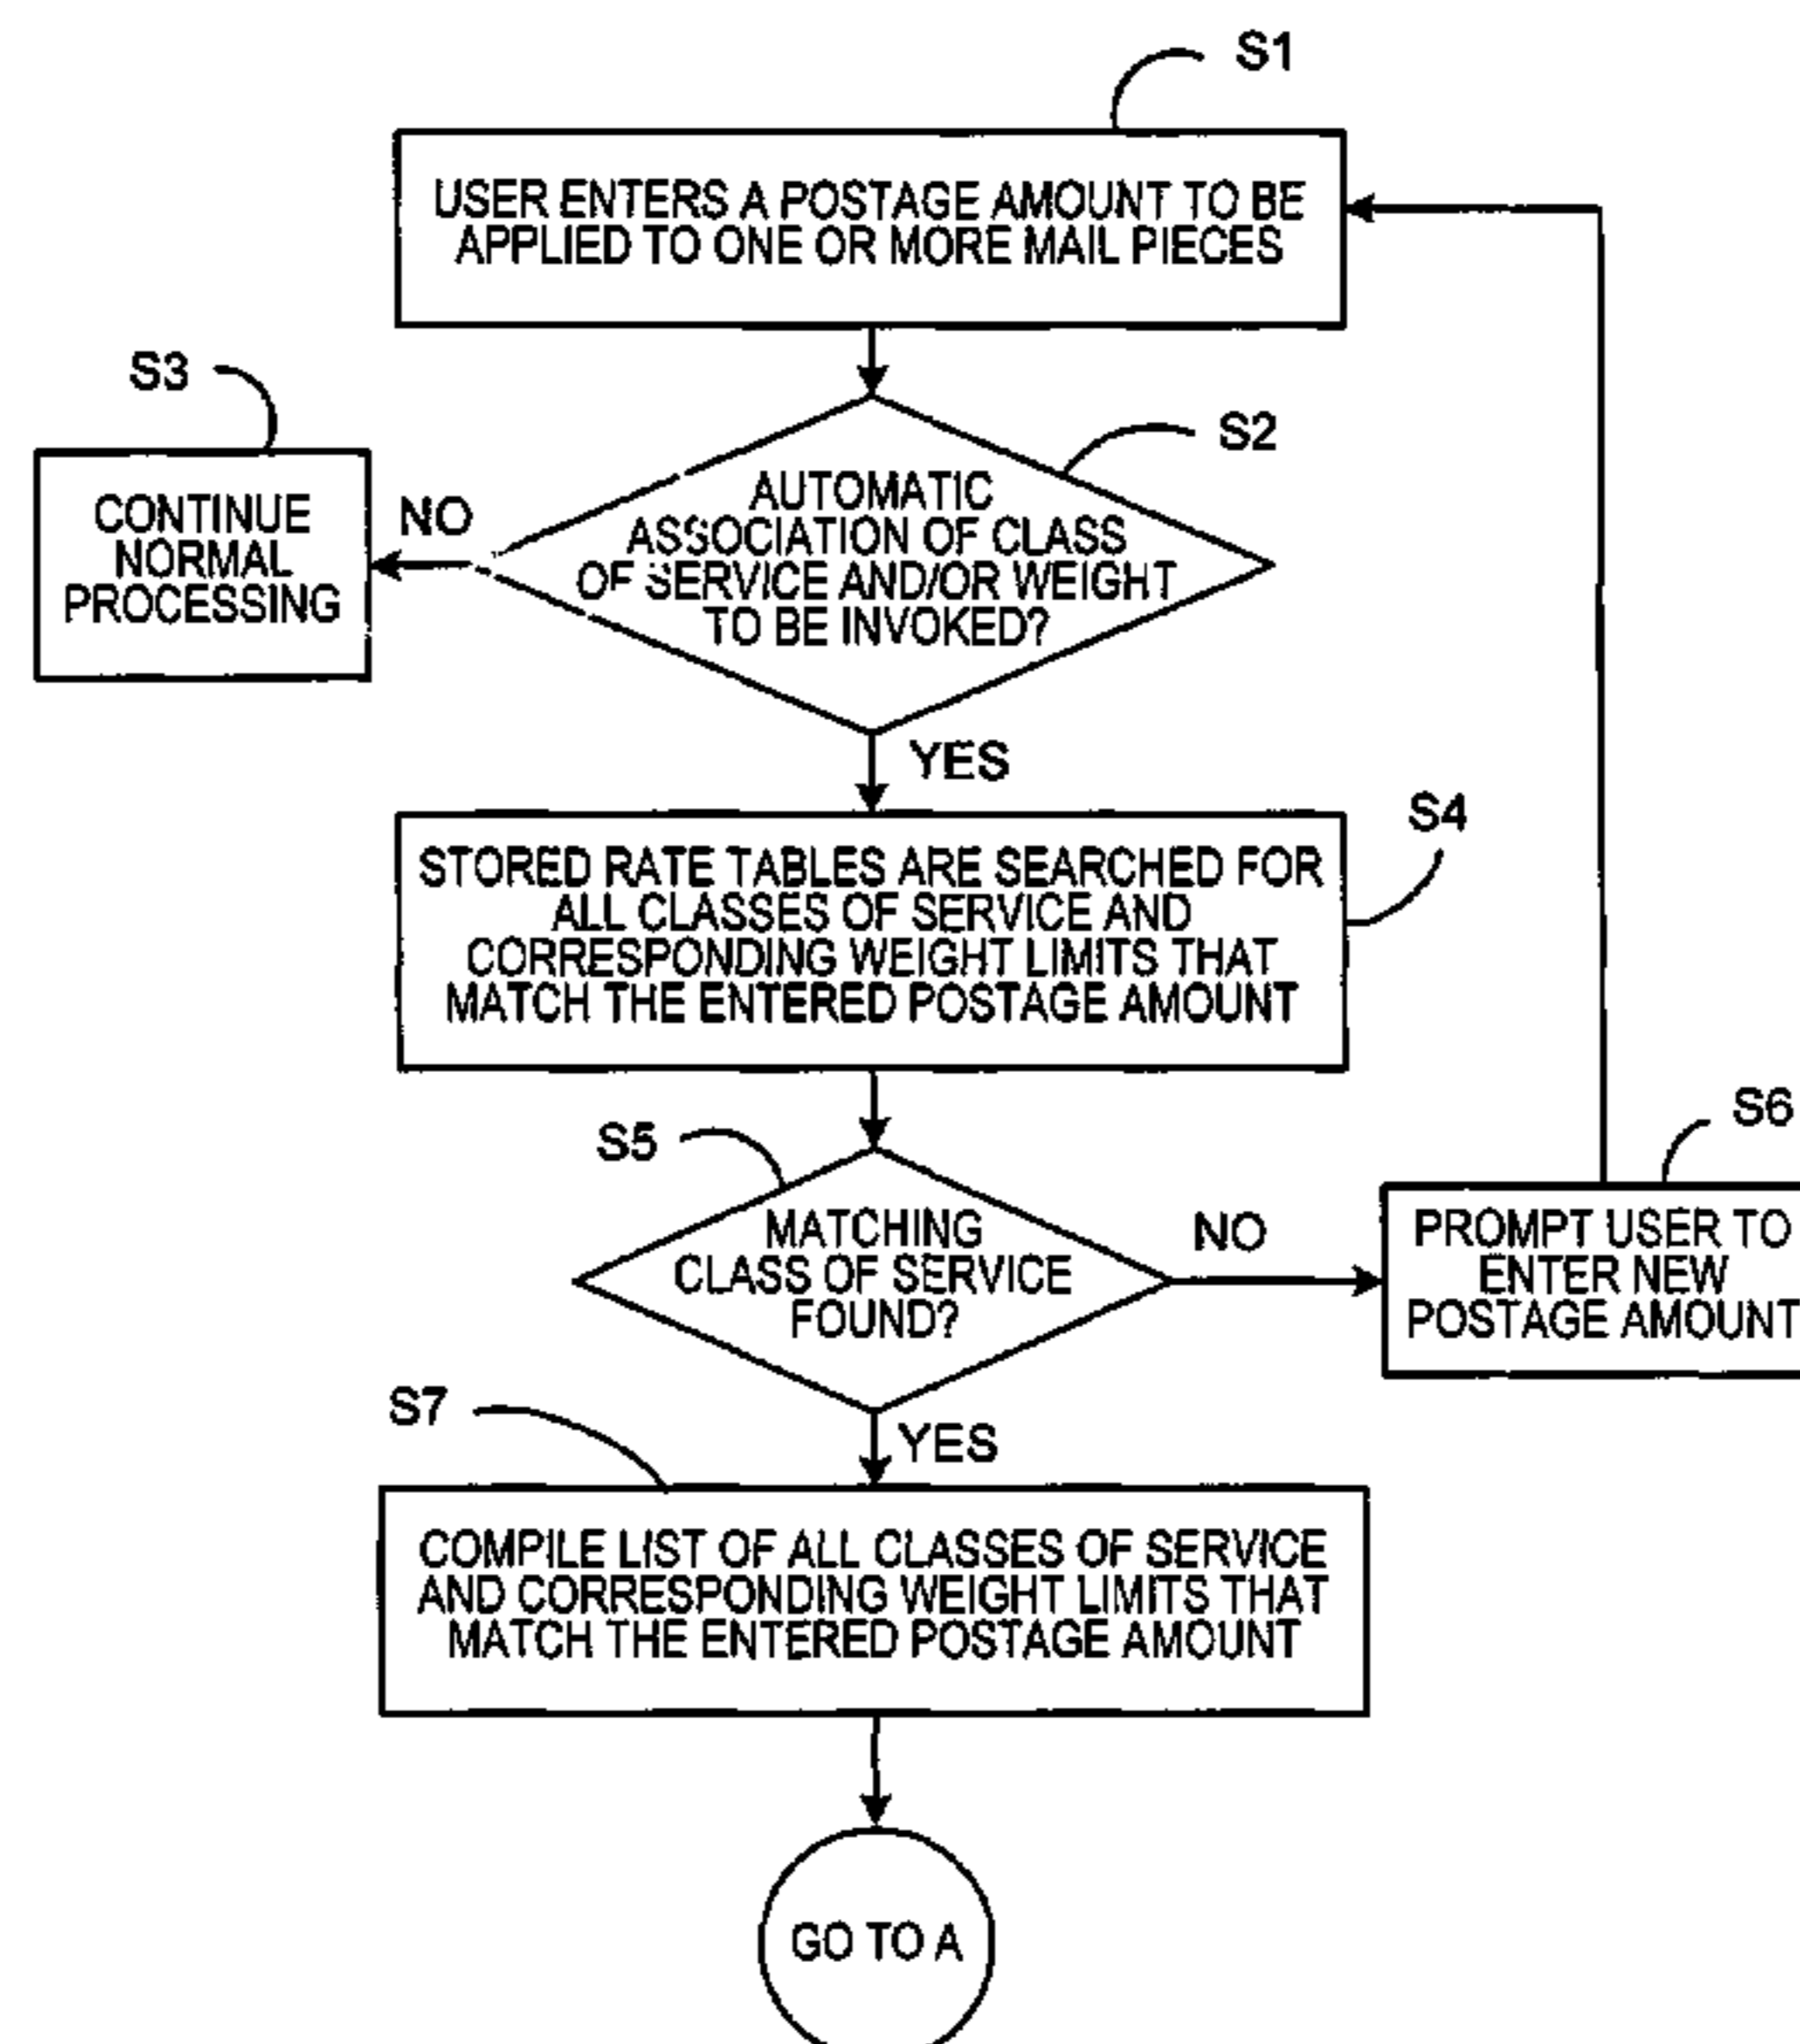 S1
USER ENTERS A POSTAGE AMOUNT TO BE
APPLIED TO ONE OR MORE MAIL PIECES
S3
S2
CONTINUE
NORMAL
PROCESSING
NO
AUTOMATIC
ASSOCIATION OF CLASS
OF SERVICE AND/OR WEIGHT
TO BE INVOKED?
YES
S4
STORED RATE TABLES ARE SEARCHED FOR
ALL CLASSES OF SERVICE AND
CORRESPONDING WEIGHT LIMITS THAT
MATCH THE ENTERED POSTAGE AMOUNT
S5
S6
MATCHING
CLASS OF SERVICE
FOUND?
NO
PROMPT USER TO
ENTER NEW
POSTAGE AMOUNT
S7
YES
COMPILE LIST OF ALL CLASSES OF SERVICE
AND CORRESPONDING WEIGHT LIMITS THAT
MATCH THE ENTERED POSTAGE AMOUNT
GO TO A